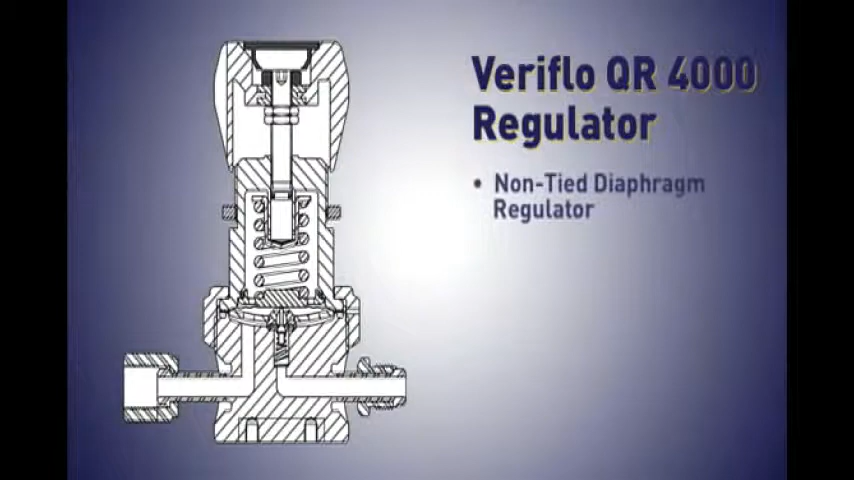 Veriflo QR 4000
Regulator
• Non-Tied Diaphragm
Regulator